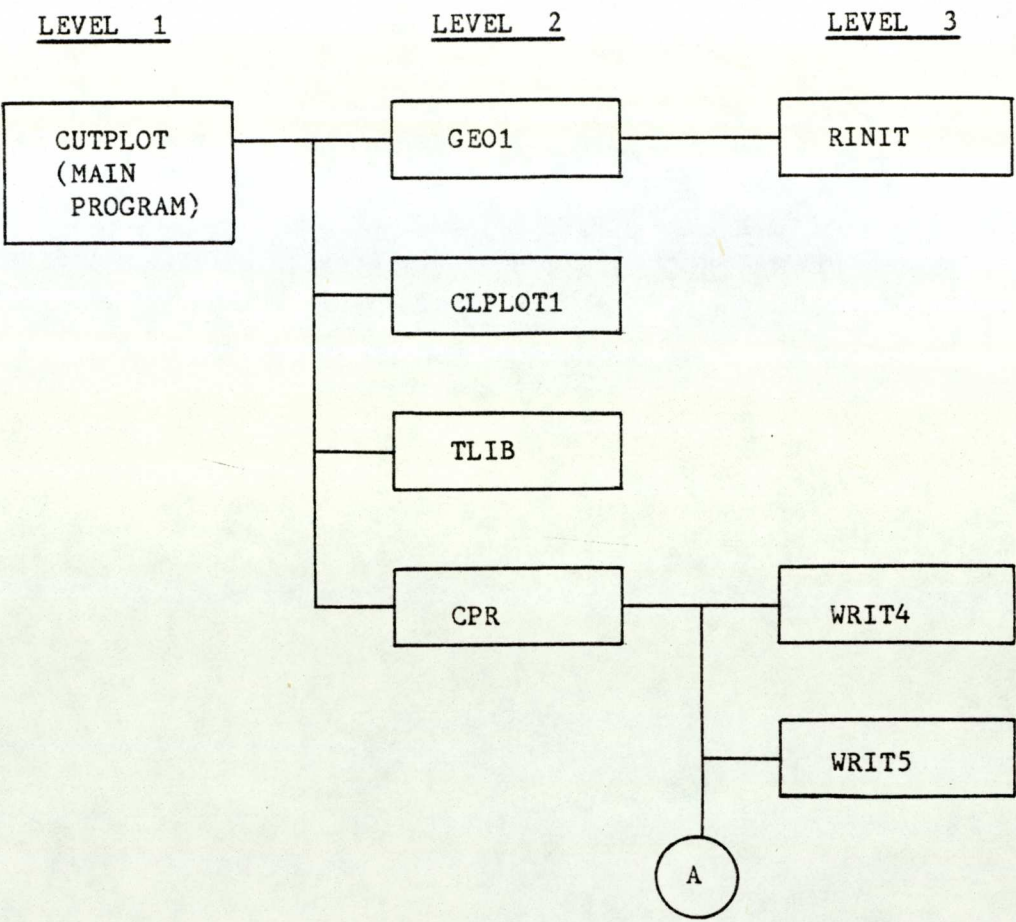 LEVEL 1 LEVEL 2 LEVEL 3
CUTPLOT
(MAIN
PROGRAM)
GEO1
RINIT
CLPLOT1
TLIB
CPR
WRIT4
WRIT5
A